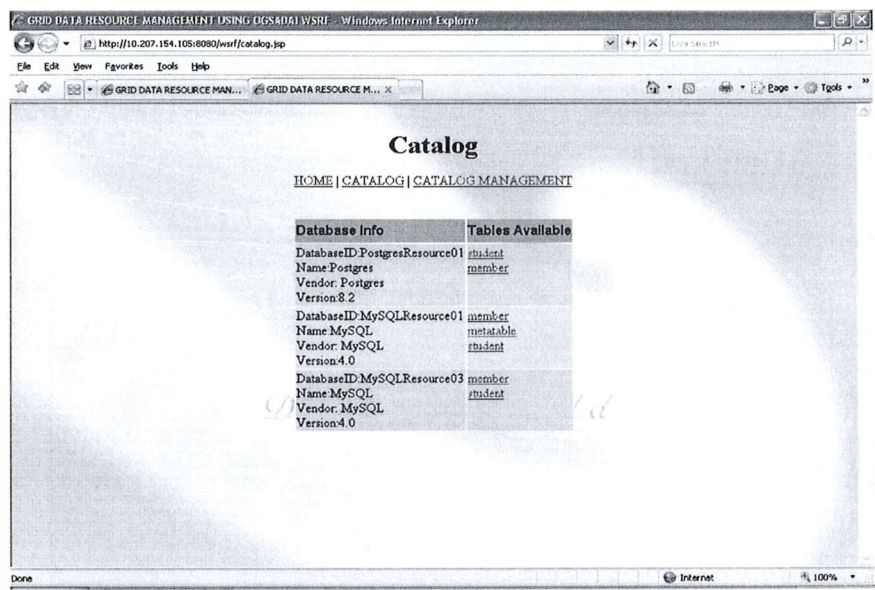 GRID DATA RESOURCE MANAGEMENT USING OGSADAI WSRF - Windows Internet Explorer
http://10.207.154.105:8080/wsrf/catalog.jsp
Live Search
File Edit View Favorites Tools Help
GRID DATA RESOURCE MAN... GRID DATA RESOURCE M... Page Tools
Catalog
HOME | CATALOG | CATALOG MANAGEMENT
Database Info Tables Available
DatabaseID:PostgresResource01 student
Name:Postgres member
Vendor: Postgres
Version:8.2
DatabaseID:MySQLResource01 member
Name:MySQL metatable
Vendor: MySQL student
Version:4.0
DatabaseID:MySQLResource03 member
Name:MySQL student
Vendor: MySQL
Version:4.0
Done Internet 100%